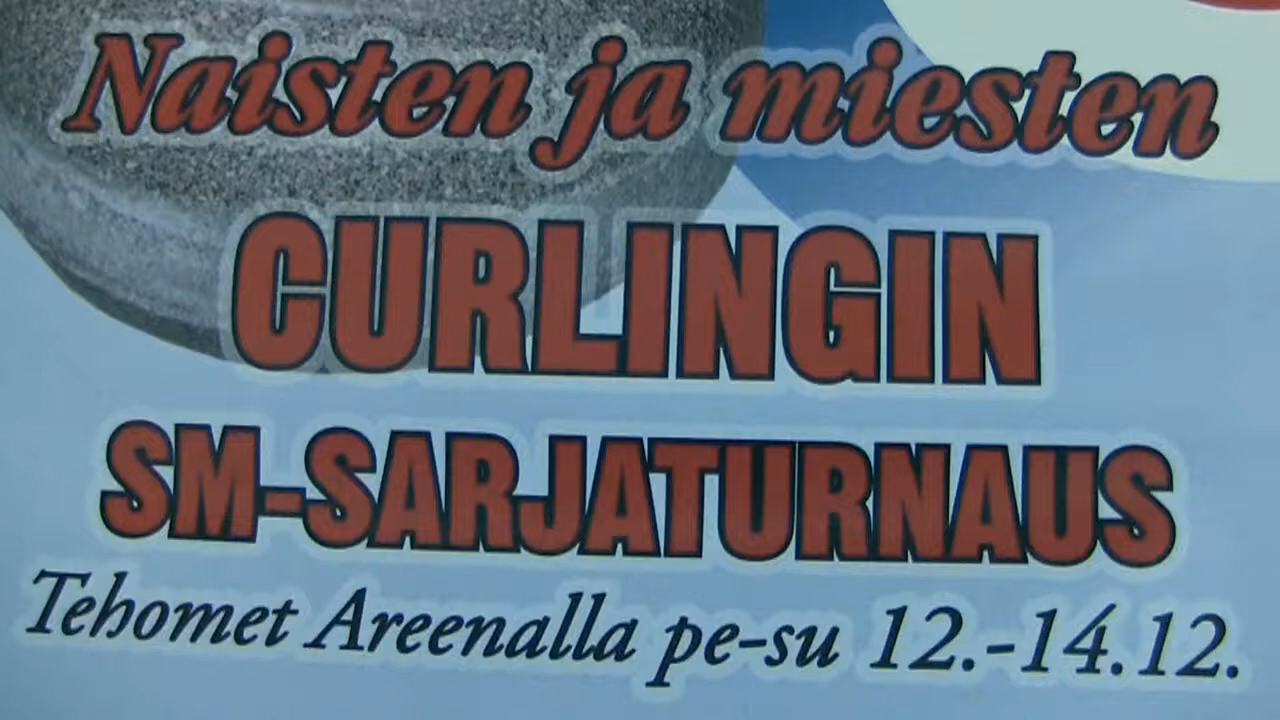 Naisten ja miesten
CURLINGIN
SM-SARJATURNAUS
Tehomet Areenalla pe-su 12.-14.12.